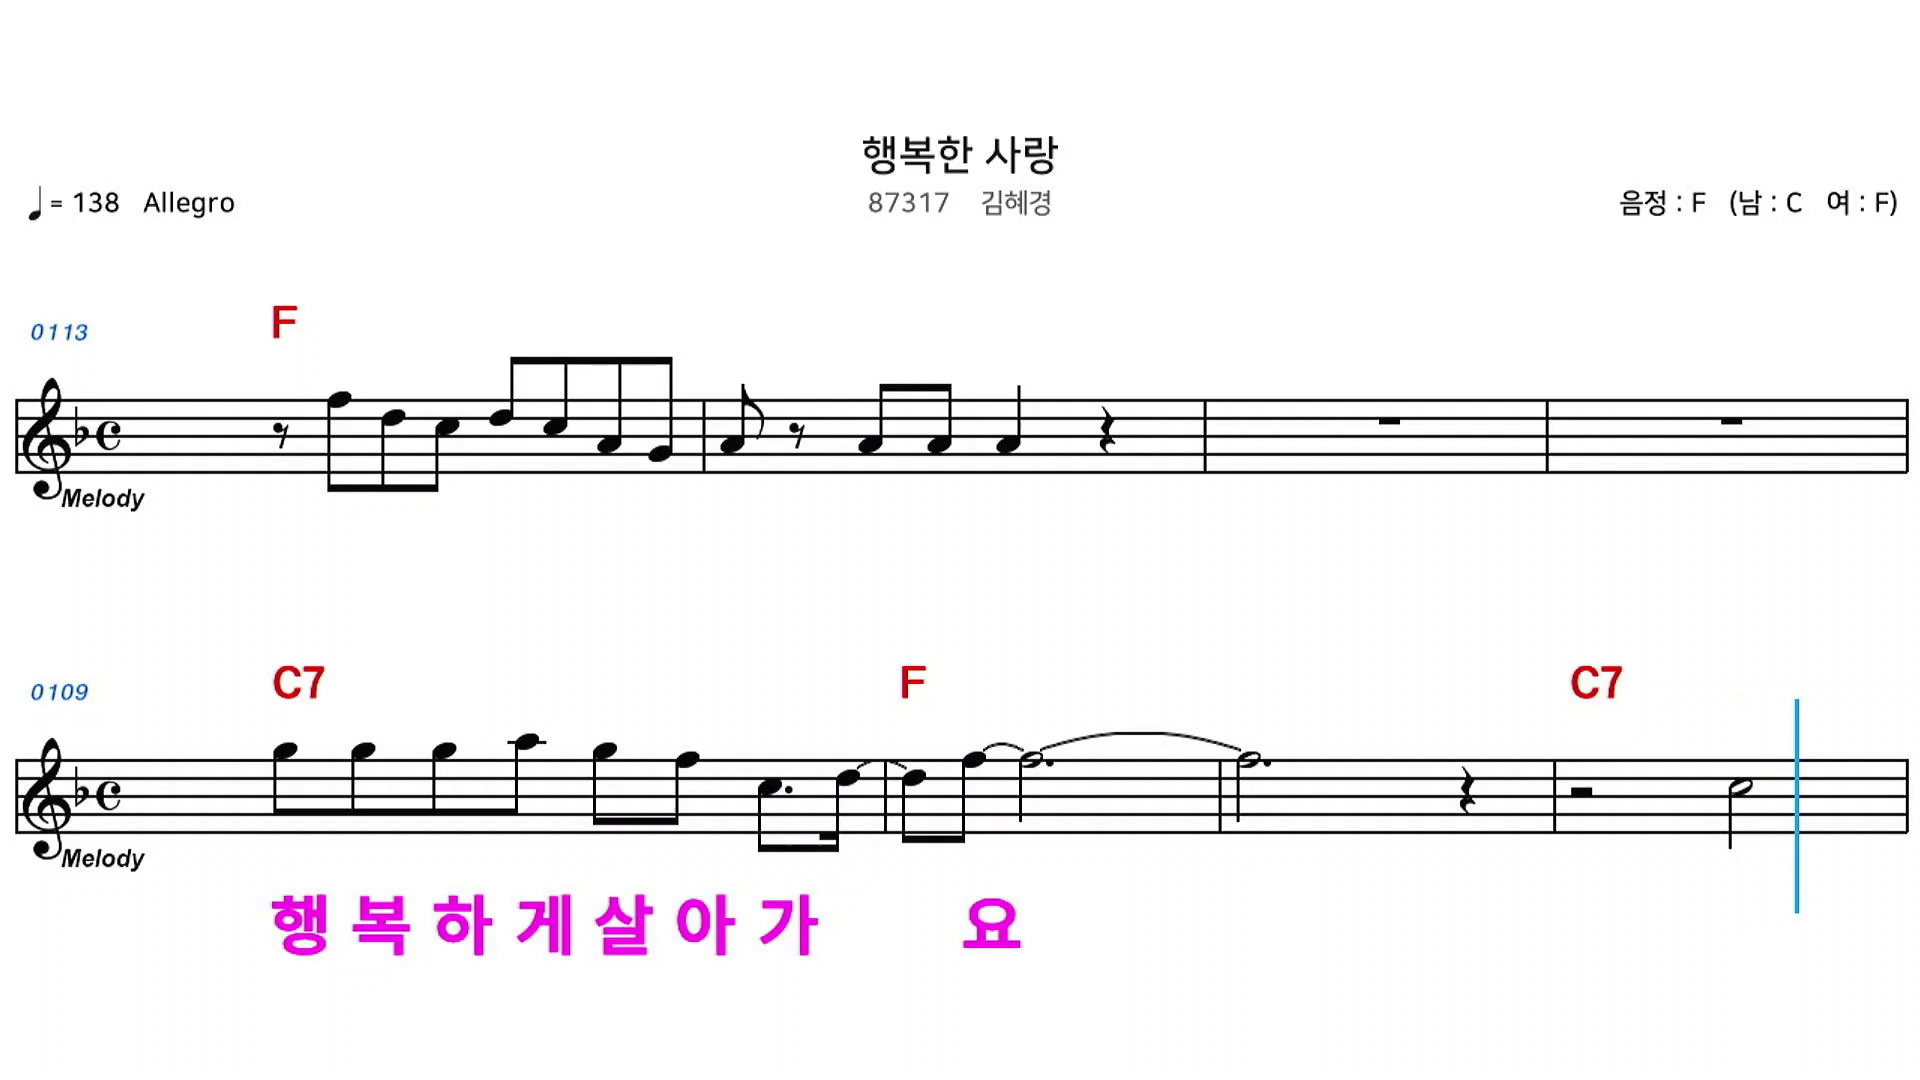 행복한 사랑
♩= 138 Allegro
87317 김혜경
음정 : F (남 : C 여 : F)
0113
F
Melody
0109
C7 F C7
Melody
행 복 하 게 살 아 가 요